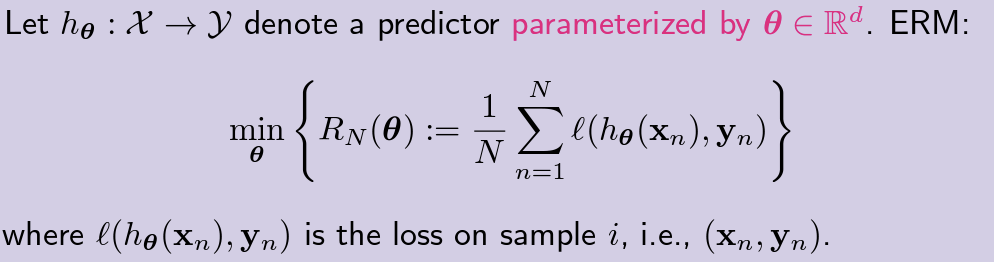 Let $h_{\boldsymbol{\theta}} : \mathcal{X} \to \mathcal{Y}$ denote a predictor parameterized by $\boldsymbol{\theta} \in \mathbb{R}^d$. ERM:
$\min_{\boldsymbol{\theta}} \left\{ R_N(\boldsymbol{\theta}) := \frac{1}{N} \sum_{n=1}^{N} \ell(h_{\boldsymbol{\theta}}(\mathbf{x}_n), \mathbf{y}_n) \right\}$
where $\ell(h_{\boldsymbol{\theta}}(\mathbf{x}_n), \mathbf{y}_n)$ is the loss on sample $i$, i.e., $(\mathbf{x}_n, \mathbf{y}_n)$.